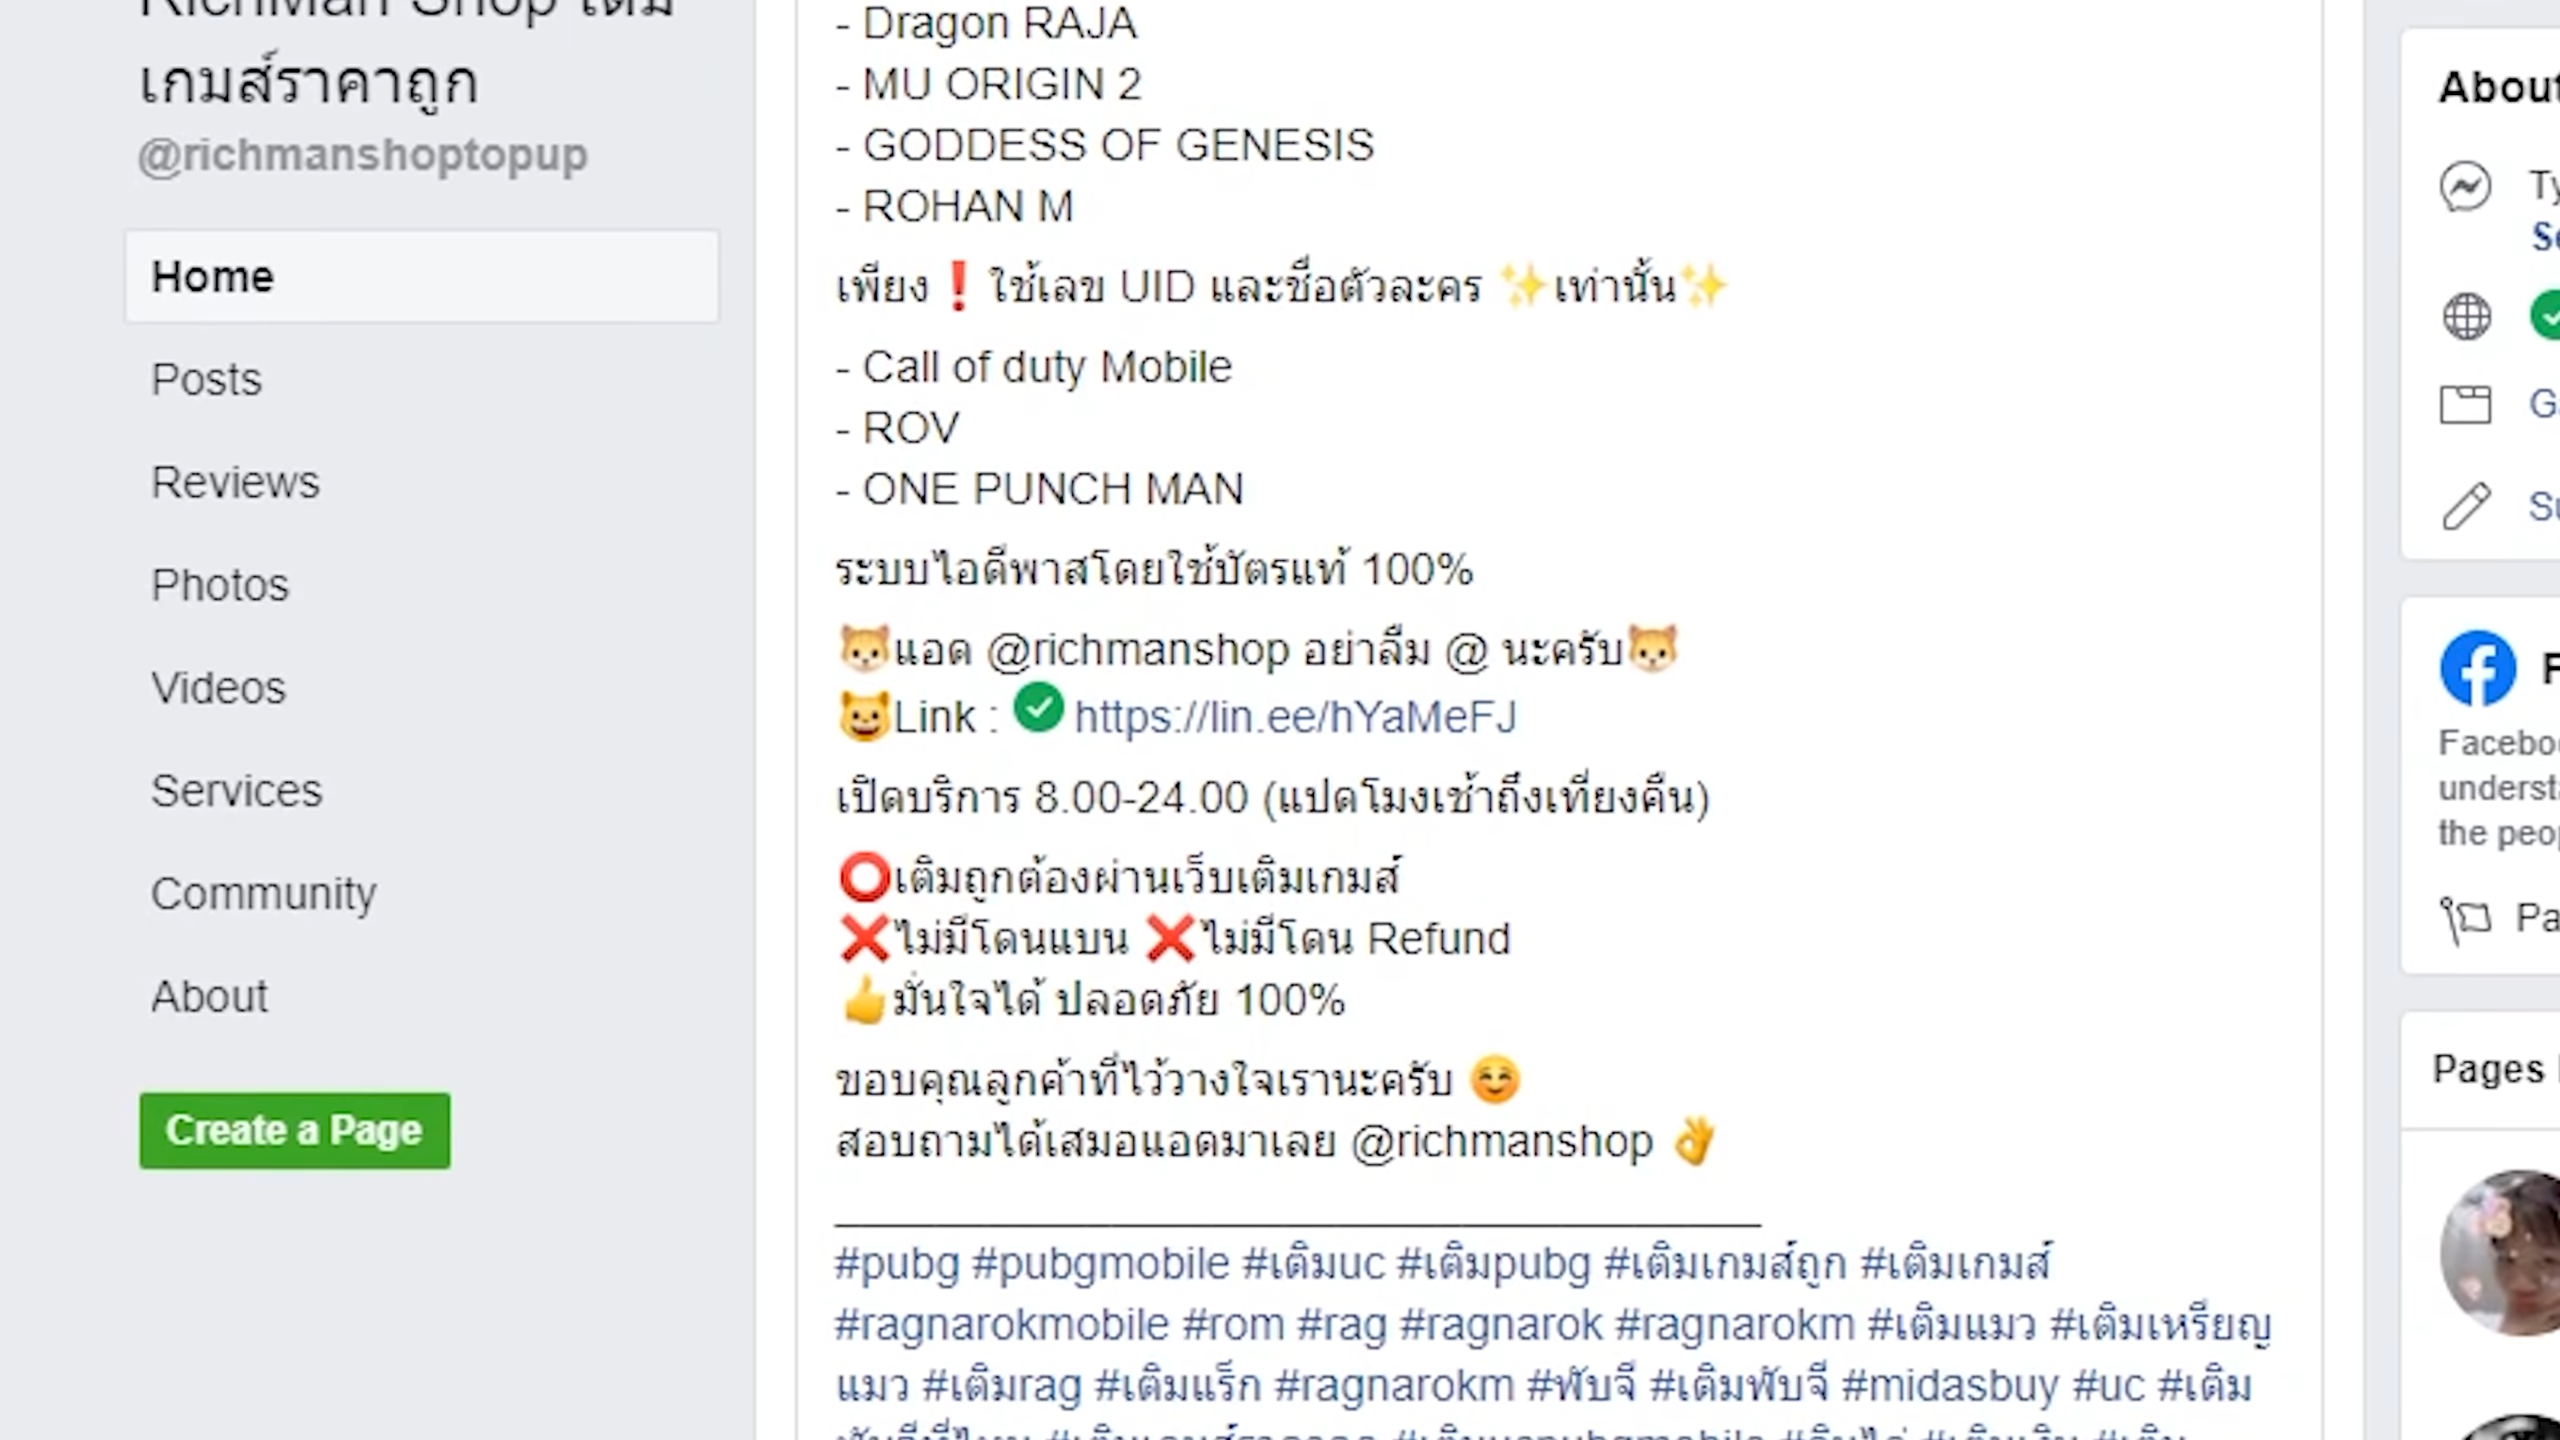 RichMan Shop เติม
เกมส์ราคาถูก
@richmanshoptopup
Home
Posts
Reviews
Photos
Videos
Services
Community
About
Create a Page
- Dragon RAJA
- MU ORIGIN 2
- GODDESS OF GENESIS
- ROHAN M
เพียง❗ใช้เลข UID และชื่อตัวละคร ✨เท่านั้น✨
- Call of duty Mobile
- ROV
- ONE PUNCH MAN
ระบบไอดีพาสโดยใช้บัตรแท้ 100%
🐱แอด @richmanshop อย่าลืม @ นะครับ🐱
😺Link : ✅ https://lin.ee/hYaMeFJ
เปิดบริการ 8.00-24.00 (แปดโมงเช้าถึงเที่ยงคืน)
⭕เติมถูกต้องผ่านเว็บเติมเกมส์
❌ไม่มีโดนแบน ❌ไม่มีโดน Refund
👍มั่นใจได้ ปลอดภัย 100%
ขอบคุณลูกค้าที่ไว้วางใจเรานะครับ 😊
สอบถามได้เสมอแอดมาเลย @richmanshop 👌
#pubg #pubgmobile #เติมuc #เติมpubg #เติมเกมส์ถูก #เติมเกมส์
#ragnarokmobile #rom #rag #ragnarok #ragnarokm #เติมแมว #เติมเหรียญ
แมว #เติมrag #เติมแร็ก #ragnarokm #พับจี #เติมพับจี #midasbuy #uc #เติม
About
the
Pages